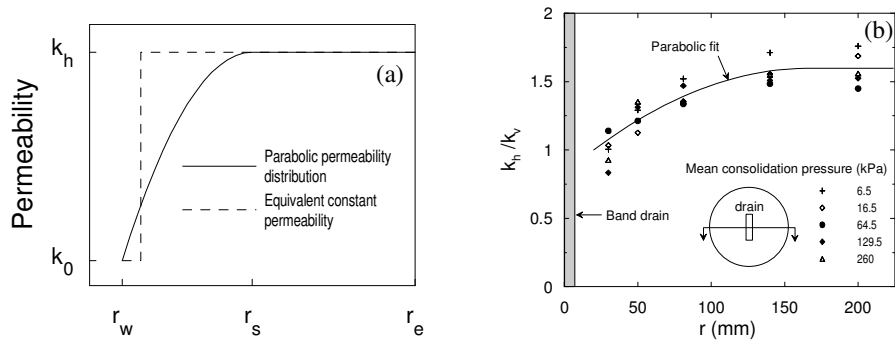 (a)
Permeability
k_h
k_0
r_w
r_s
r_e
Parabolic permeability
distribution
Equivalent constant
permeability
(b)
k_h/k_v
2
1.5
1
0.5
0
0
50
100
150
200
r (mm)
Parabolic fit
Band drain
drain
Mean consolidation pressure (kPa)
6.5
16.5
64.5
129.5
260